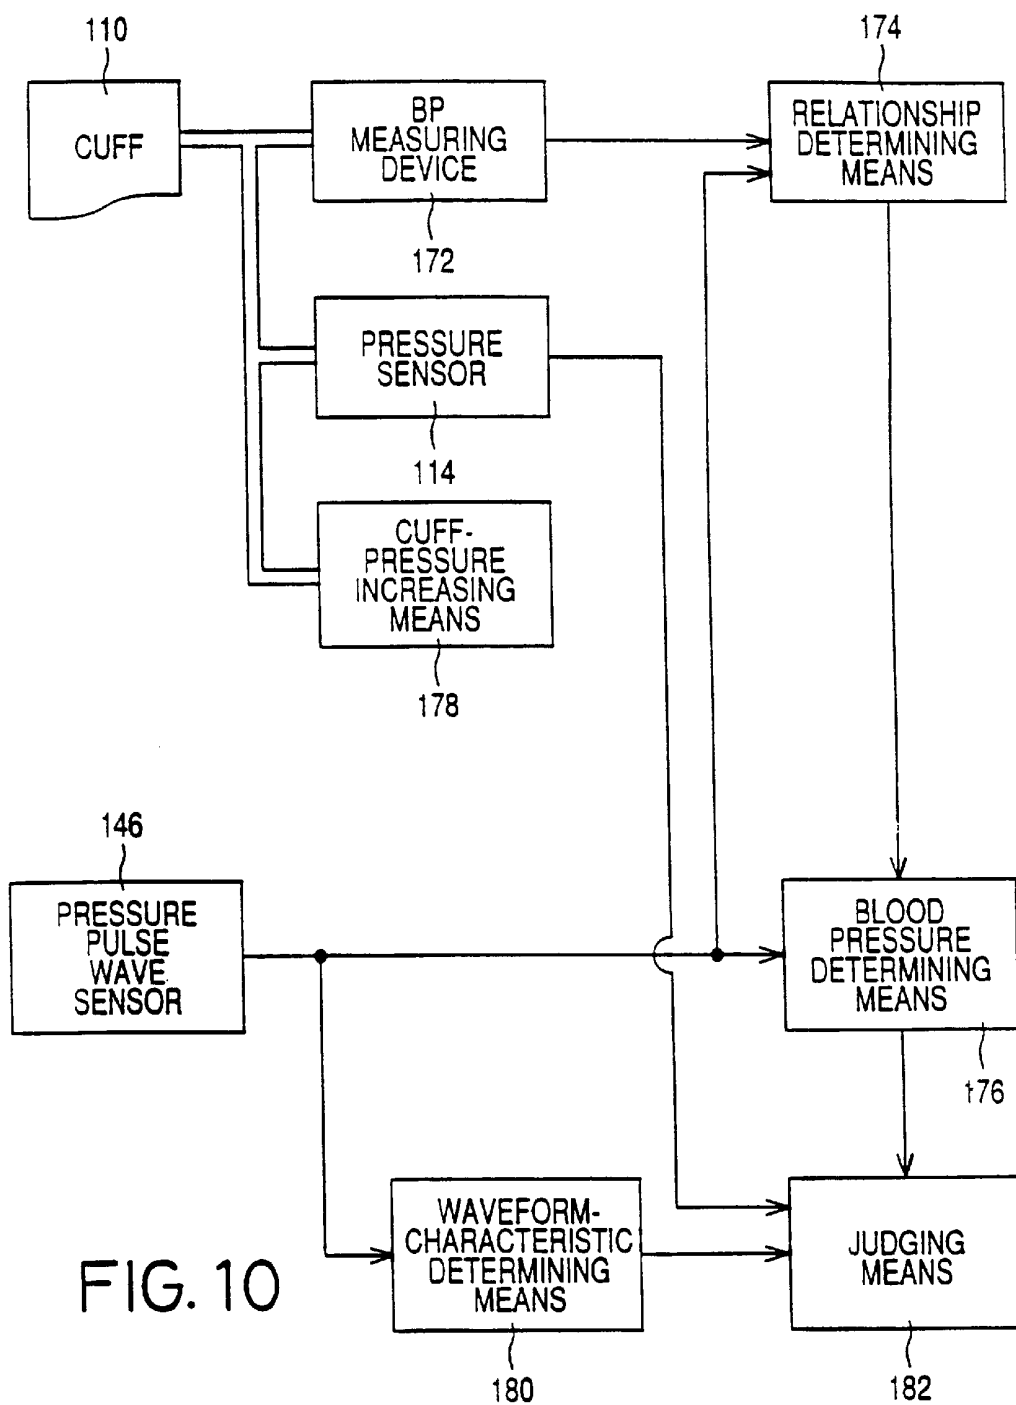 110
CUFF
BP
MEASURING
DEVICE
172
174
RELATIONSHIP
DETERMINING
MEANS
PRESSURE
SENSOR
114
CUFF-
PRESSURE
INCREASING
MEANS
178
146
PRESSURE
PULSE
WAVE
SENSOR
BLOOD
PRESSURE
DETERMINING
MEANS
176
WAVEFORM-
CHARACTERISTIC
DETERMINING
MEANS
180
JUDGING
MEANS
182
FIG. 10